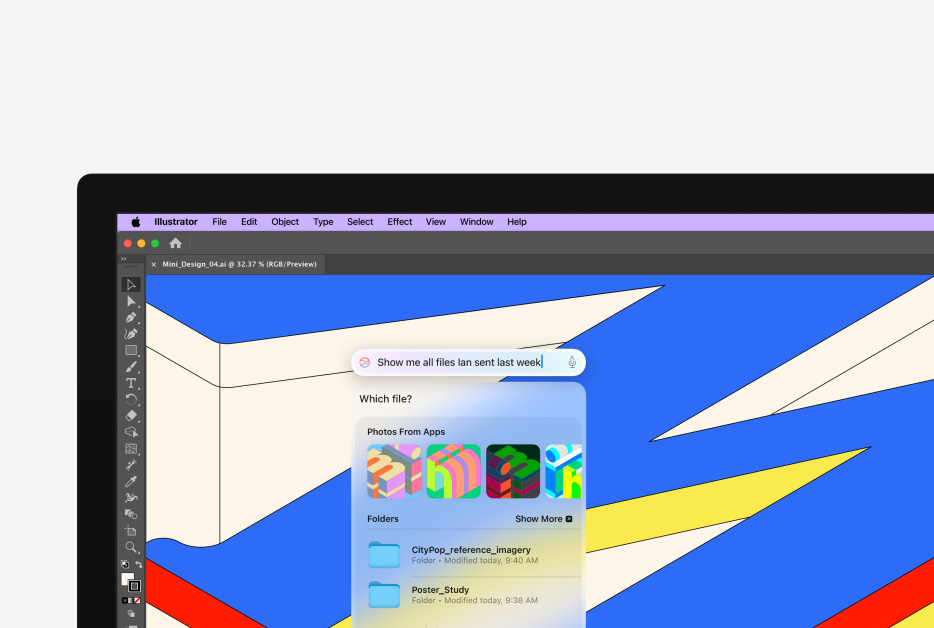 Illustrator File Edit Object Type Select Effect View Window Help
× Mini_Design_04.ai @ 32.37 % (RGB/Preview)
Show me all files Ian sent last week
Which file?
Photos From Apps
Folders Show More
CityPop_reference_imagery
Folder • Modified today, 9:40 AM
Poster_Study
Folder • Modified today, 9:38 AM